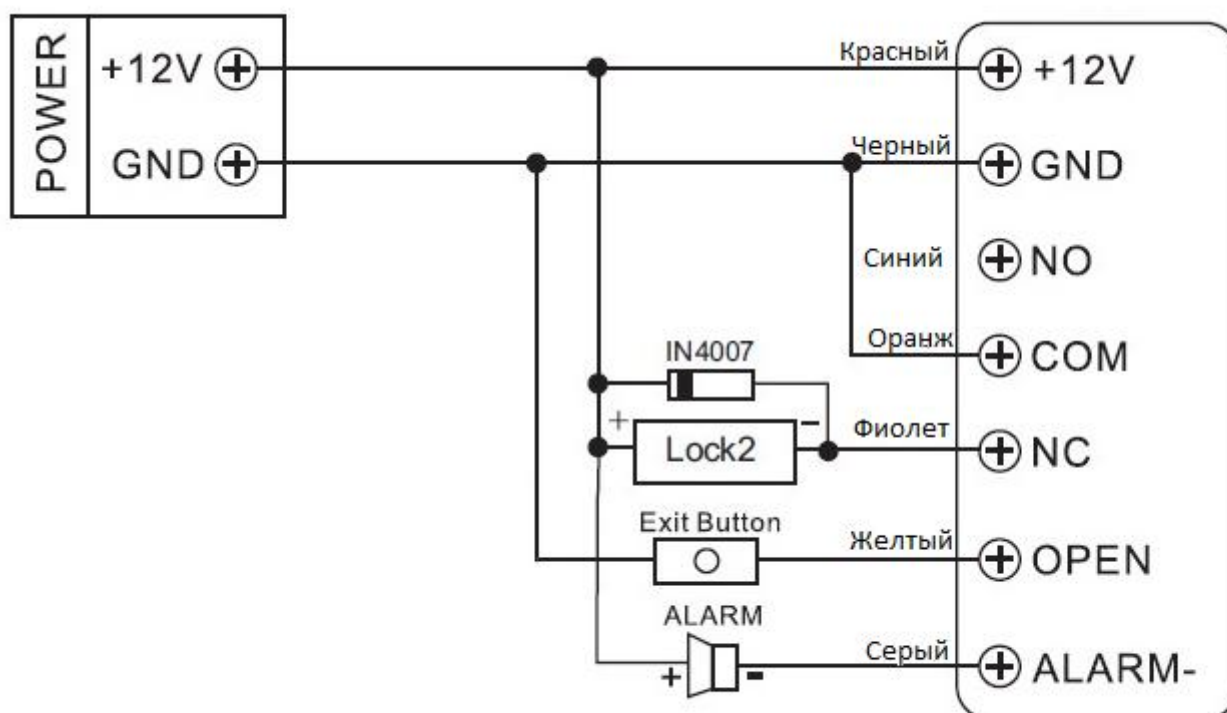 POWER
+12V
GND
Красный
+12V
Черный
GND
Синий
NO
Оранж
COM
IN4007
+
-
Lock2
Фиолет
NC
Exit Button
Желтый
OPEN
ALARM
+
-
Серый
ALARM-